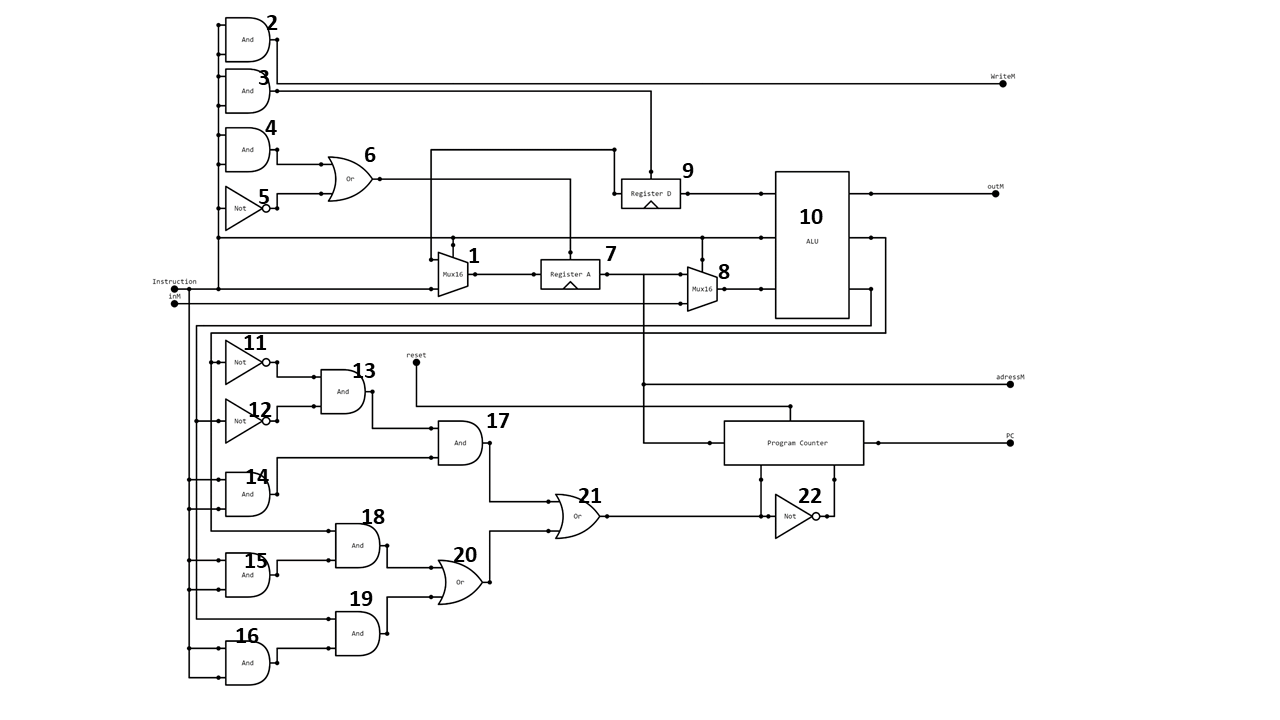 2
And
3
And
WriteM
4
And
6
Or
5
Not
9
Register D
outM
10
ALU
1
Mux16
7
Register A
8
Mux16
Instruction
inM
11
Not
reset
13
And
adressM
12
Not
17
And
Program Counter
PC
14
And
21
Or
22
Not
18
And
15
And
20
Or
19
And
16
And